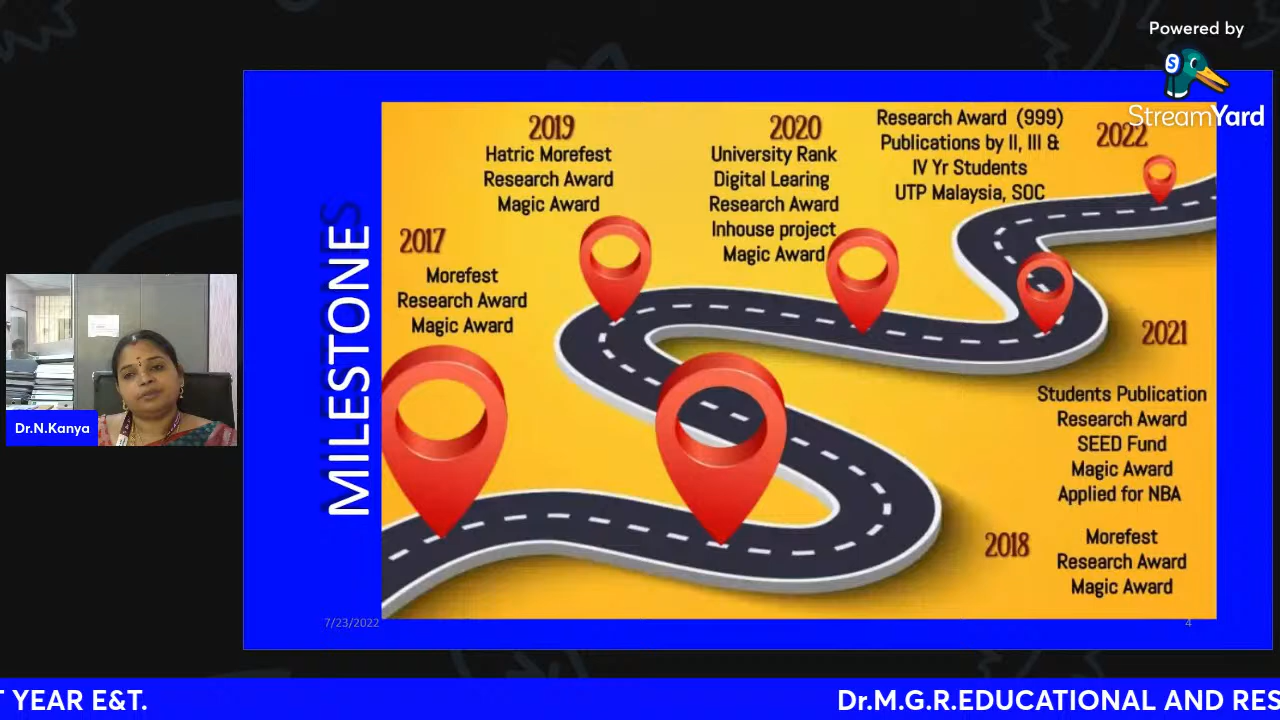 Powered by
StreamYard
MILESTONES
2017
Morefest
Research Award
Magic Award
2019
Hatric Morefest
Research Award
Magic Award
2020
University Rank
Digital Learing
Research Award
Inhouse project
Magic Award
Research Award (999)
Publications by II, III &
IV Yr Students
UTP Malaysia, SOC
2022
2021
Students Publication
Research Award
SEED Fund
Magic Award
Applied for NBA
2018
Morefest
Research Award
Magic Award
Dr.N.Kanya
7/23/2022
4
YEAR E&T.
Dr.M.G.R.EDUCATIONAL AND RES